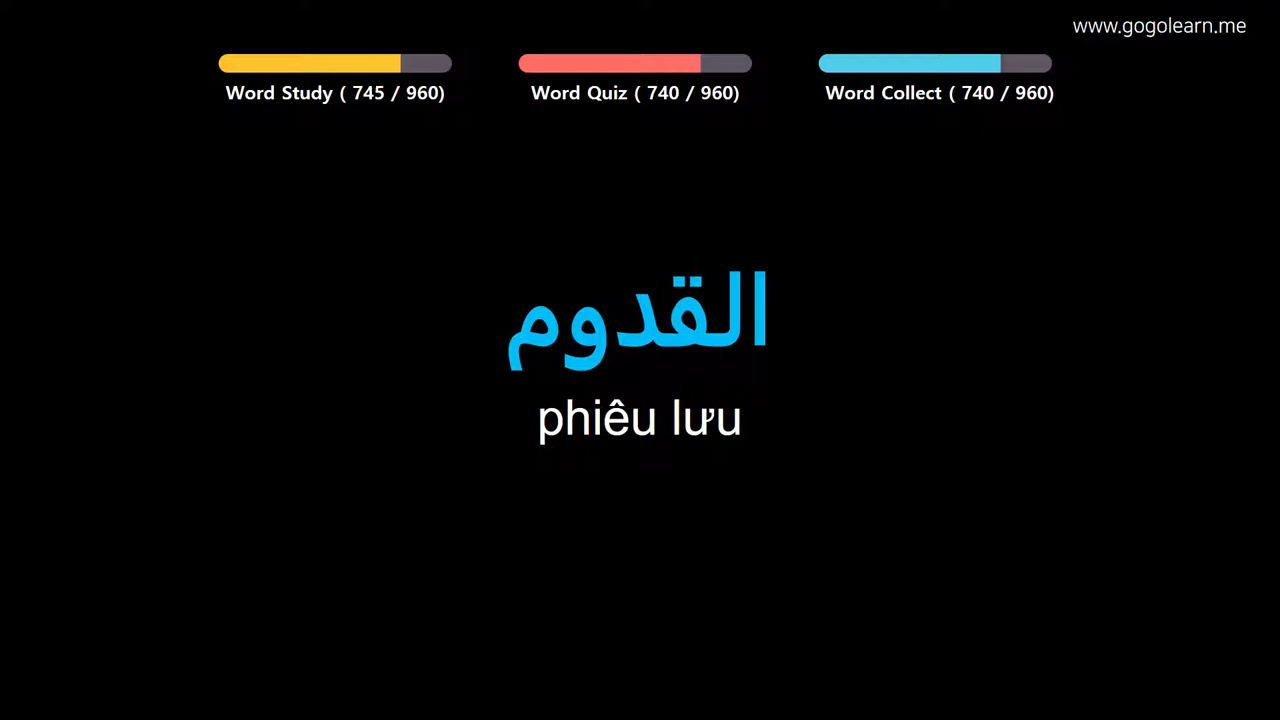 www.gogolearn.me
Word Study ( 745 / 960)
Word Quiz ( 740 / 960)
Word Collect ( 740 / 960)
القدوم
phiêu lưu